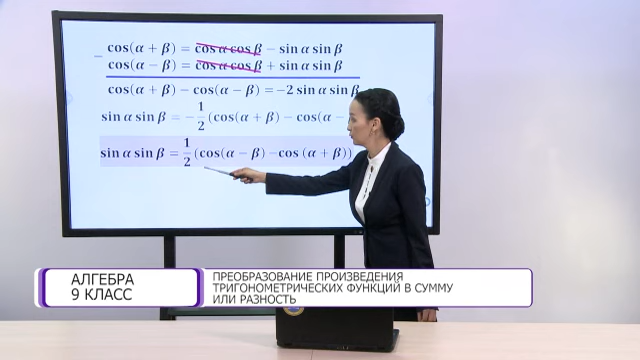 cos(α + β) = cos α cos β − sin α sin β
−
cos(α − β) = cos α cos β + sin α sin β
cos(α + β) − cos(α − β) = −2 sin α sin β
sin α sin β = −1/2 (cos(α + β) − cos(α −
sin α sin β = 1/2 (cos(α − β) −cos (α + β))
АЛГЕБРА
9 КЛАСС
ПРЕОБРАЗОВАНИЕ ПРОИЗВЕДЕНИЯ
ТРИГОНОМЕТРИЧЕСКИХ ФУНКЦИЙ В СУММУ
ИЛИ РАЗНОСТЬ